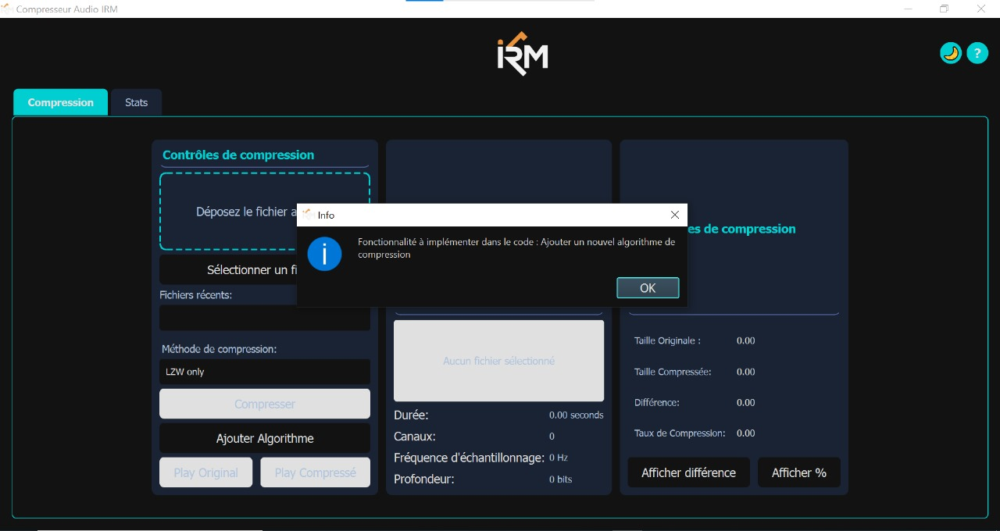 Compresseur Audio IRM
iRM
?
Compression
Stats
Contrôles de compression
Déposez le fichier
Sélectionner un
Fichiers récents:
Méthode de compression:
LZW only
Compresser
Ajouter Algorithme
Play Original
Play Compressé
Info
Fonctionnalité à implémenter dans le code : Ajouter un nouvel algorithme de
compression
OK
Aucun fichier sélectionné
Durée: 0.00 seconds
Canaux: 0
Fréquence d'échantillonnage: 0 Hz
Profondeur: 0 bits
de compression
Taille Originale : 0.00
Taille Compressée: 0.00
Différence: 0.00
Taux de Compression: 0.00
Afficher différence
Afficher %